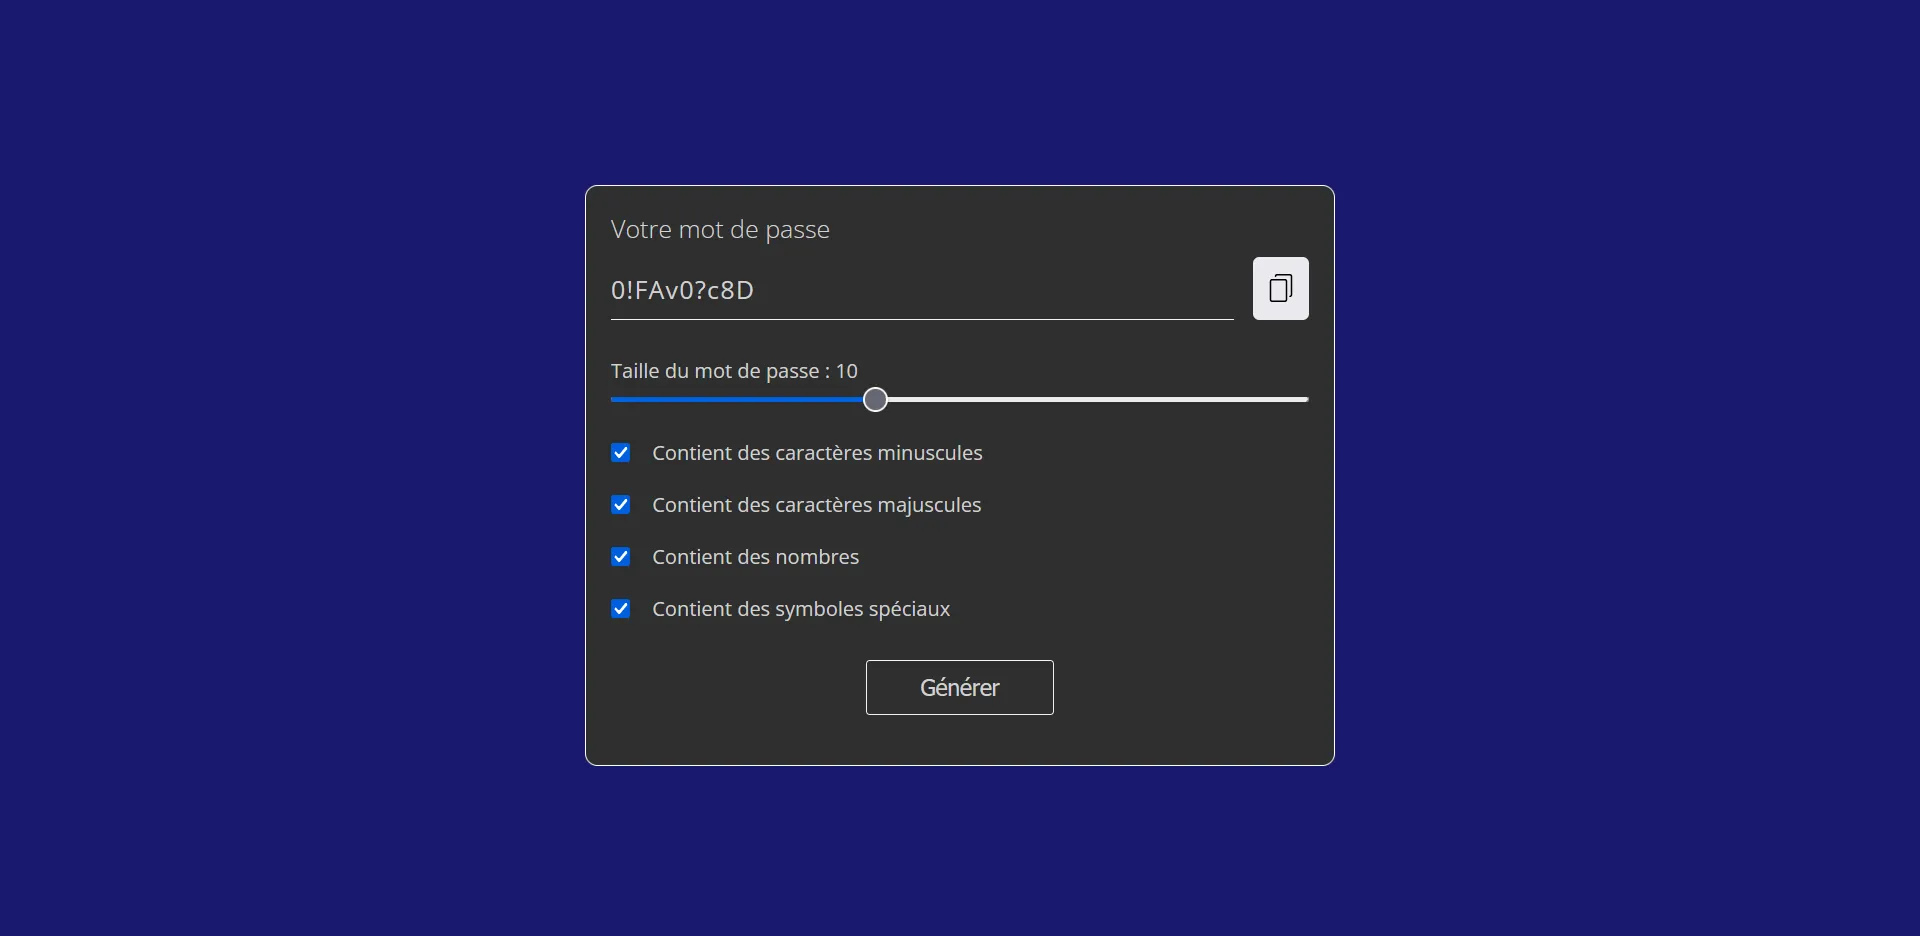 Votre mot de passe
0!FAv0?c8D
Taille du mot de passe : 10
Contient des caractères minuscules
Contient des caractères majuscules
Contient des nombres
Contient des symboles spéciaux
Générer